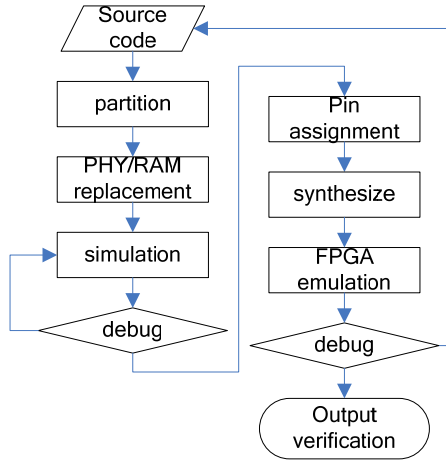 Source
code
partition
PHY/RAM
replacement
simulation
debug
Pin
assignment
synthesize
FPGA
emulation
debug
Output
verification